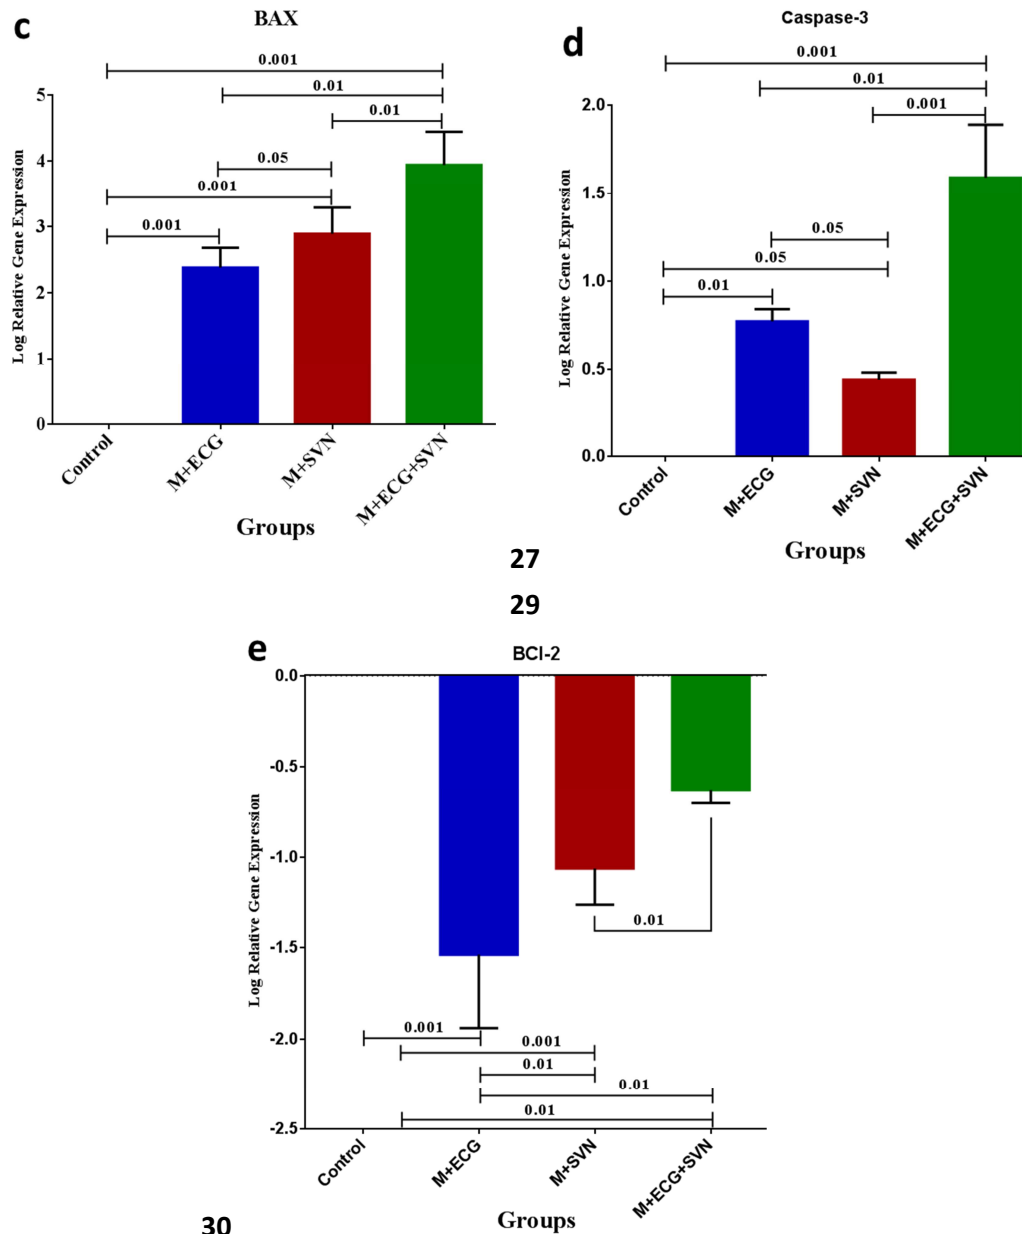 c
BAX
0.001
0.01
0.01
0.05
0.001
0.001
5
4
3
2
1
0
Log Relative Gene Expression
Control
M+ECG
M+SVN
M+ECG+SVN
Groups
d
Caspase-3
0.001
0.01
0.001
0.05
0.05
0.01
2.0
1.5
1.0
0.5
0.0
Log Relative Gene Expression
Control
M+ECG
M+SVN
M+ECG+SVN
Groups
27
29
e
BCl-2
0.0
-0.5
-1.0
-1.5
-2.0
-2.5
Log Relative Gene Expression
0.01
0.001
0.001
0.01
0.01
0.01
Control
M+ECG
M+SVN
M+ECG+SVN
Groups
30